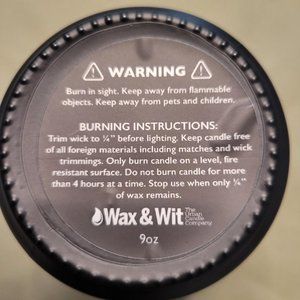 WARNING
Burn in sight. Keep away from flammable
objects. Keep away from pets and children.
BURNING INSTRUCTIONS:
Trim wick to ¼" before lighting. Keep candle free
of all foreign materials including matches and wick
trimmings. Only burn candle on a level, fire
resistant surface. Do not burn candle for more
than 4 hours at a time. Stop use when only ¼"
of wax remains.
Wax & Wit The Urban Candle Company
9oz